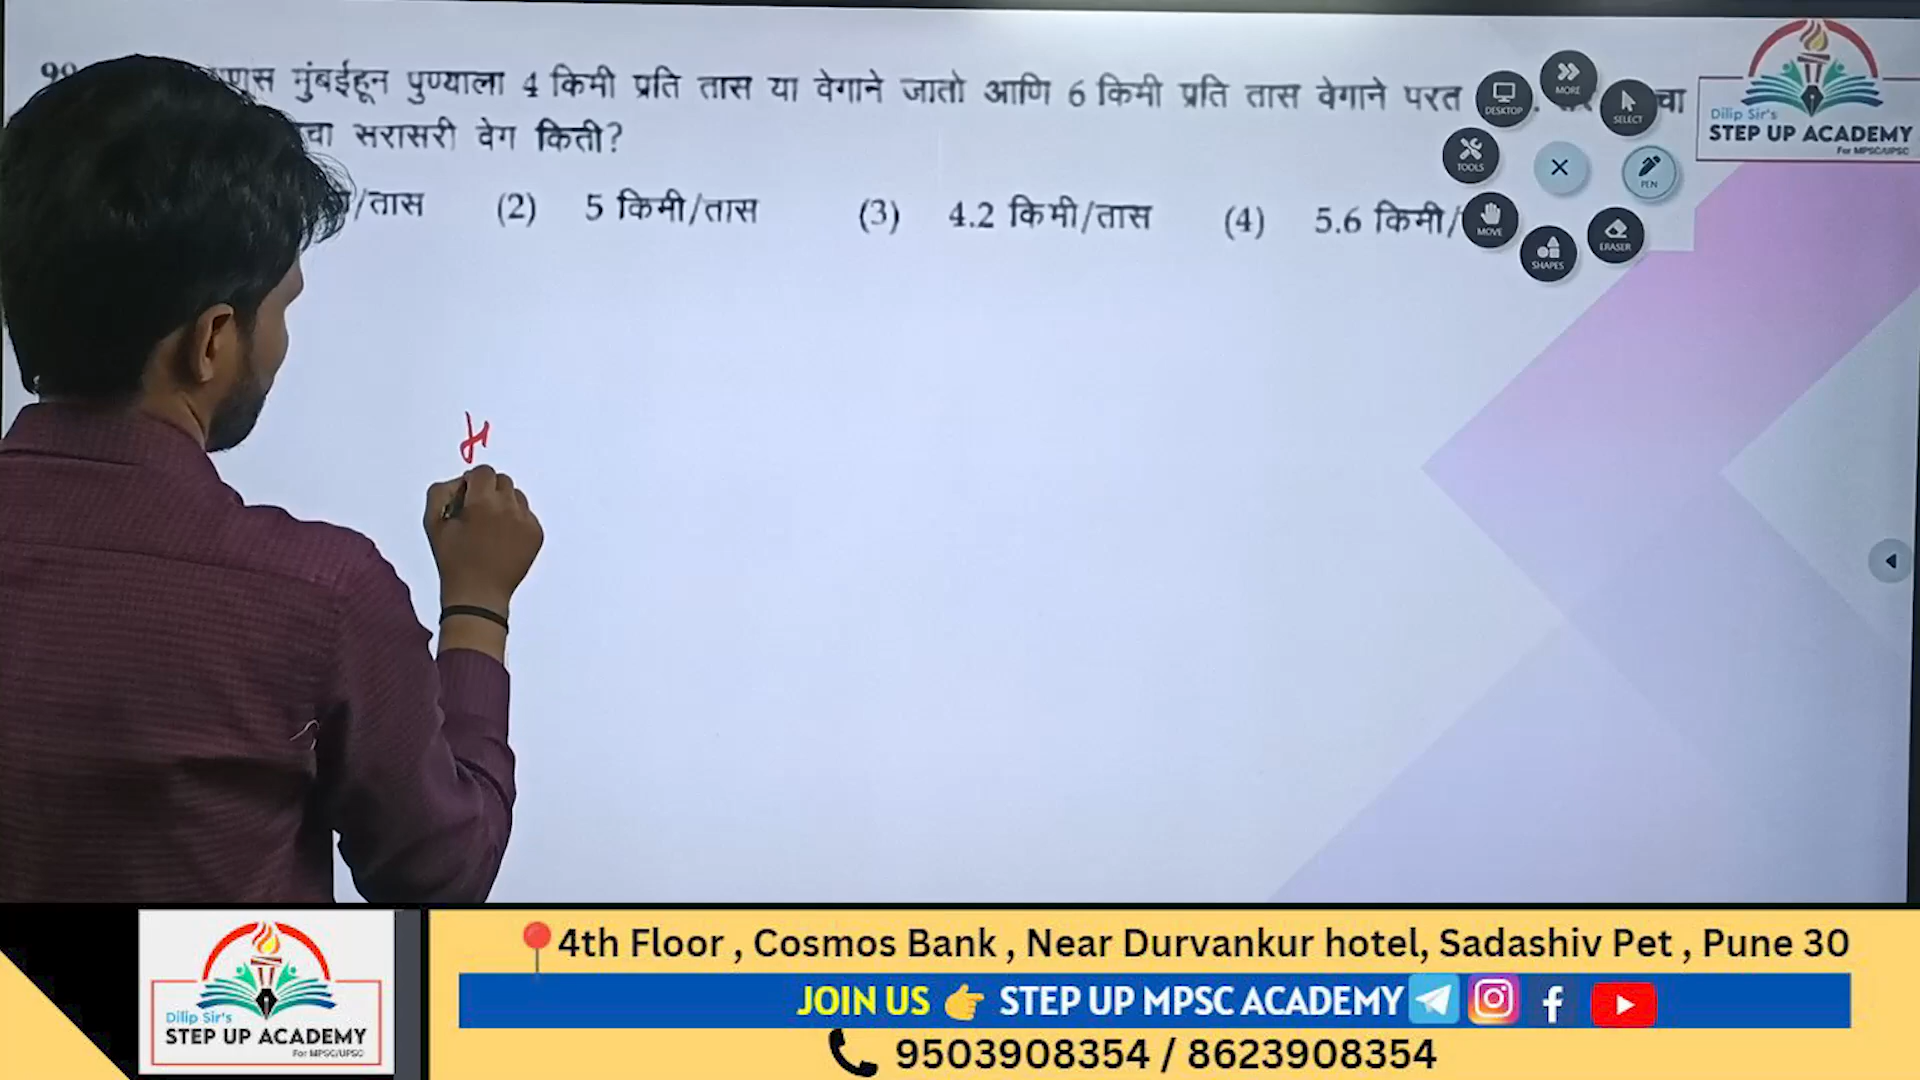 मुंबईहून पुण्याला 4 किमी प्रति तास या वेगाने जातो आणि 6 किमी प्रति तास वेगाने परत
सरासरी वेग किती?
/तास (2) 5 किमी/तास (3) 4.2 किमी/तास (4) 5.6 किमी/
MORE
DESKTOP
SELECT
TOOLS
PEN
MOVE
ERASER
SHAPES
Dilip Sir's
STEP UP ACADEMY
For MPSC/UPSC
4th Floor , Cosmos Bank , Near Durvankur hotel, Sadashiv Pet , Pune 30
JOIN US 👉 STEP UP MPSC ACADEMY
9503908354 / 8623908354
Dilip Sir's
STEP UP ACADEMY
For MPSC/UPSC